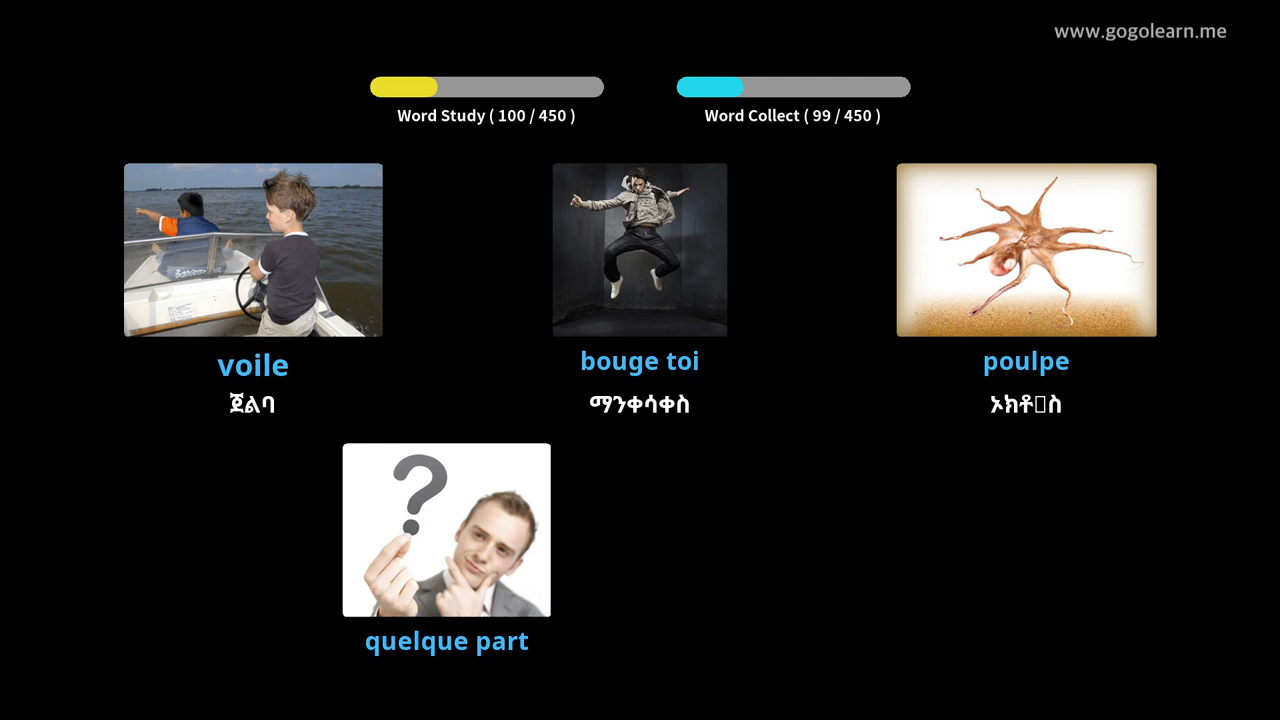 www.gogolearn.me
Word Study ( 100 / 450 )
Word Collect ( 99 / 450 )
voile
bouge toi
poulpe
ጀልባ
ማንቀሳቀስ
quelque part